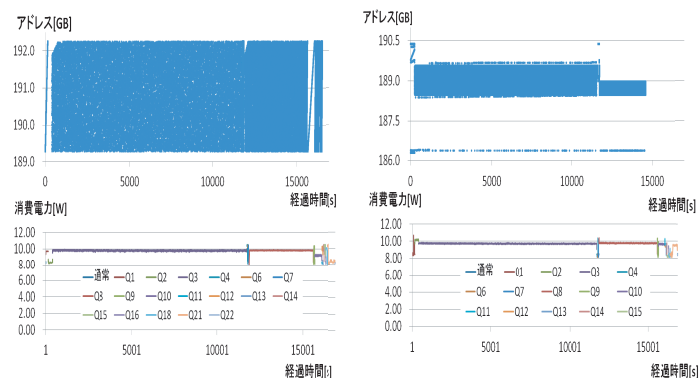 アドレス[GB]
192.0
191.0
190.0
189.0
0 5000 10000 15000
経過時間[s]
消費電力[W]
12.00
10.00
8.00
6.00
4.00
2.00
0.00
通常 Q1 Q2 Q3 Q4 Q6 Q7
Q3 Q9 Q10 Q11 Q12 Q13 Q14
Q15 Q16 Q18 Q21 Q22
1 5001 10001 15001
経過時間[s]
アドレス[GB]
190.5
189.0
187.5
186.0
0 5000 10000 15000
経過時間[s]
消費電力[W]
12.00
10.00
8.00
6.00
4.00
2.00
0.00
通常 Q1 Q2 Q3 Q4
Q6 Q7 Q8 Q9 Q10
Q11 Q12 Q13 Q14 Q15
1 5001 10001 15001
経過時間[s]